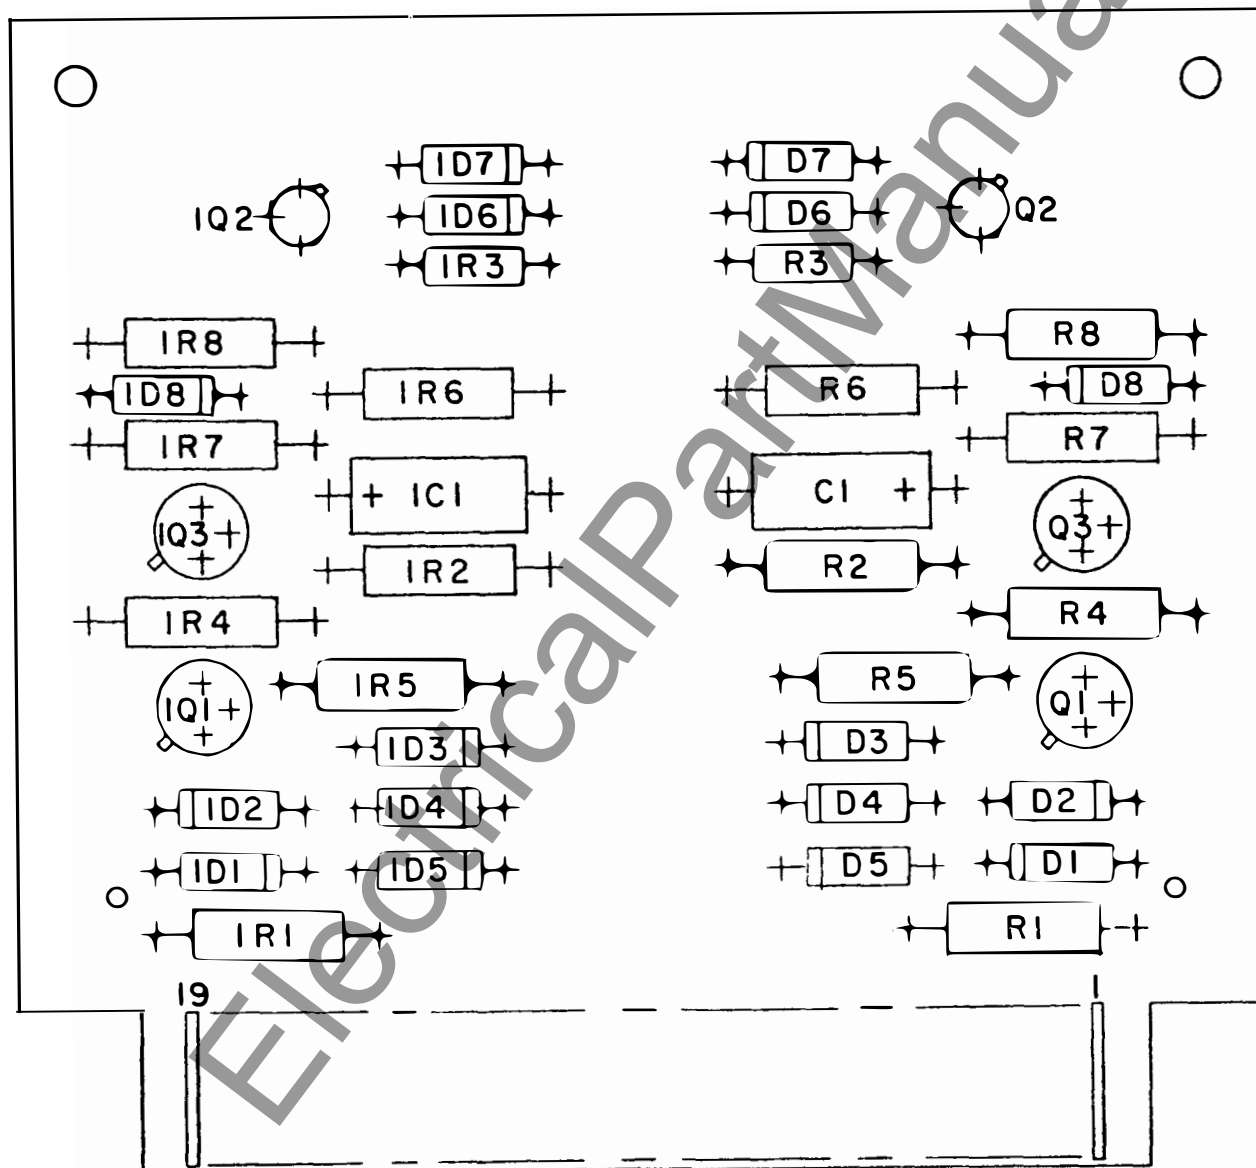 1D7 D7
1Q2 1D6 D6 Q2
1R3 R3
1R8 R8
1D8 1R6 R6 D8
1R7 R7
+ 1C1 C1 +
1Q3 + Q3 +
1R2 R2
1R4 R4
1R5 R5
1Q1 + Q1 +
1D3 D3
1D2 1D4 D4 D2
1D1 1D5 D5 D1
1R1 R1
19 1
ElectricalPartManua